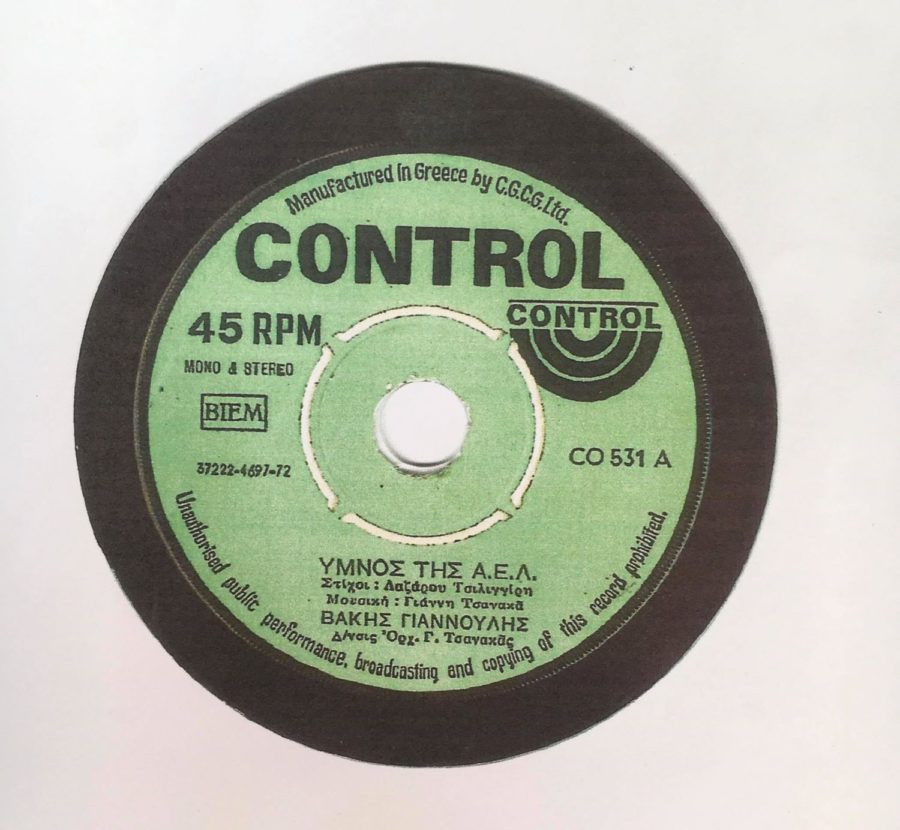 Manufactured in Greece by C.G.C.G.Ltd.
CONTROL
CONTROL
45 RPM
MONO & STEREO
BIEM
37222-4697-72
CO 531 A
ΥΜΝΟΣ ΤΗΣ Α.Ε.Λ.
Στίχοι : Λαζάρου Τσιλιγγίρη
Μουσική : Γιάννη Τσανακᾶ
ΒΑΚΗΣ ΓΙΑΝΝΟΥΛΗΣ
Δ/νσις Ὀρχ. Γ. Τσανακᾶς
Unauthorised public performance, broadcasting and copying of this record prohibited.